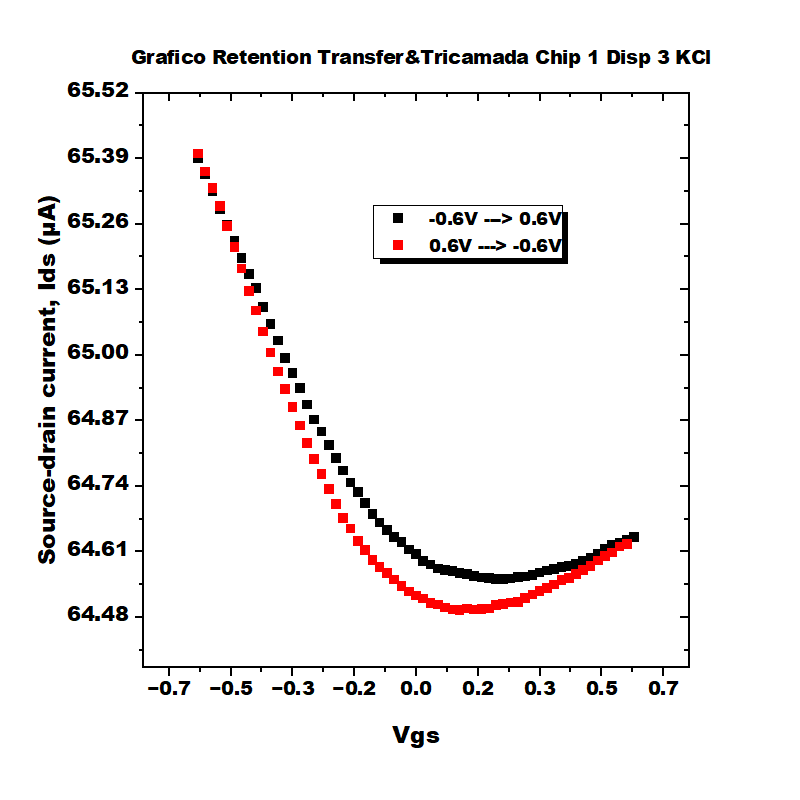 Grafico Retention Transfer&Tricamada Chip 1 Disp 3 KCl
65.52
65.39
65.26
65.13
65.00
64.87
64.74
64.61
64.48
Source-drain current, Ids (µA)
-0.6V ---> 0.6V
0.6V ---> -0.6V
−0.7 −0.5 −0.3 −0.2 0.0 0.2 0.3 0.5 0.7
Vgs